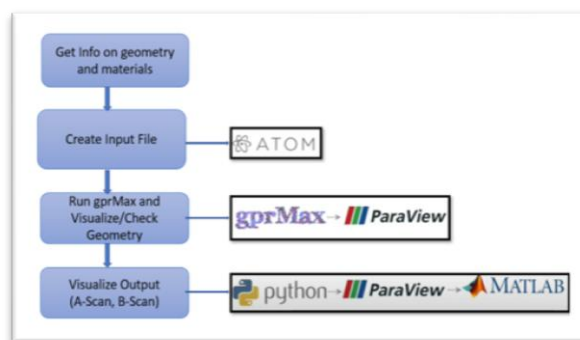 Get Info on geometry
and materials
Create Input File
ATOM
Run gprMax and
Visualize/Check
Geometry
gprMax
ParaView
Visualize Output
(A-Scan, B-Scan)
python
ParaView
MATLAB